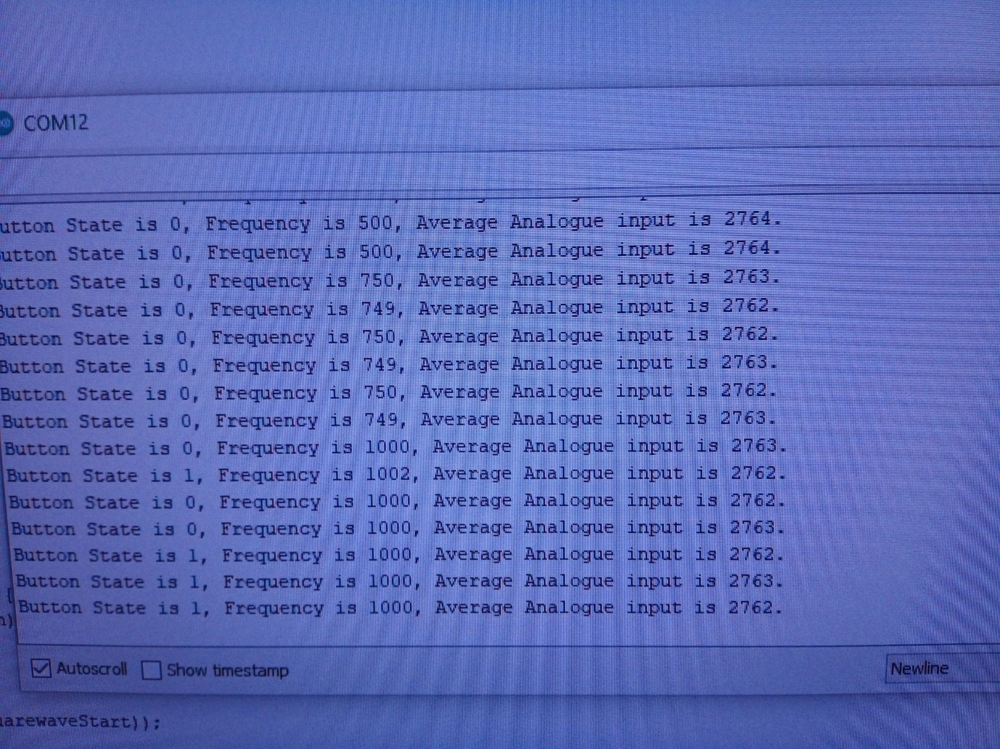 COM12
utton State is 0, Frequency is 500, Average Analogue input is 2764.
utton State is 0, Frequency is 500, Average Analogue input is 2764.
utton State is 0, Frequency is 750, Average Analogue input is 2763.
Button State is 0, Frequency is 749, Average Analogue input is 2762.
Button State is 0, Frequency is 750, Average Analogue input is 2762.
Button State is 0, Frequency is 749, Average Analogue input is 2763.
Button State is 0, Frequency is 750, Average Analogue input is 2762.
Button State is 0, Frequency is 749, Average Analogue input is 2763.
Button State is 0, Frequency is 1000, Average Analogue input is 2763.
Button State is 1, Frequency is 1002, Average Analogue input is 2762.
Button State is 0, Frequency is 1000, Average Analogue input is 2762.
Button State is 0, Frequency is 1000, Average Analogue input is 2763.
Button State is 1, Frequency is 1000, Average Analogue input is 2762.
Button State is 1, Frequency is 1000, Average Analogue input is 2763.
Button State is 1, Frequency is 1000, Average Analogue input is 2762.
Autoscroll Show timestamp Newline
arewaveStart));